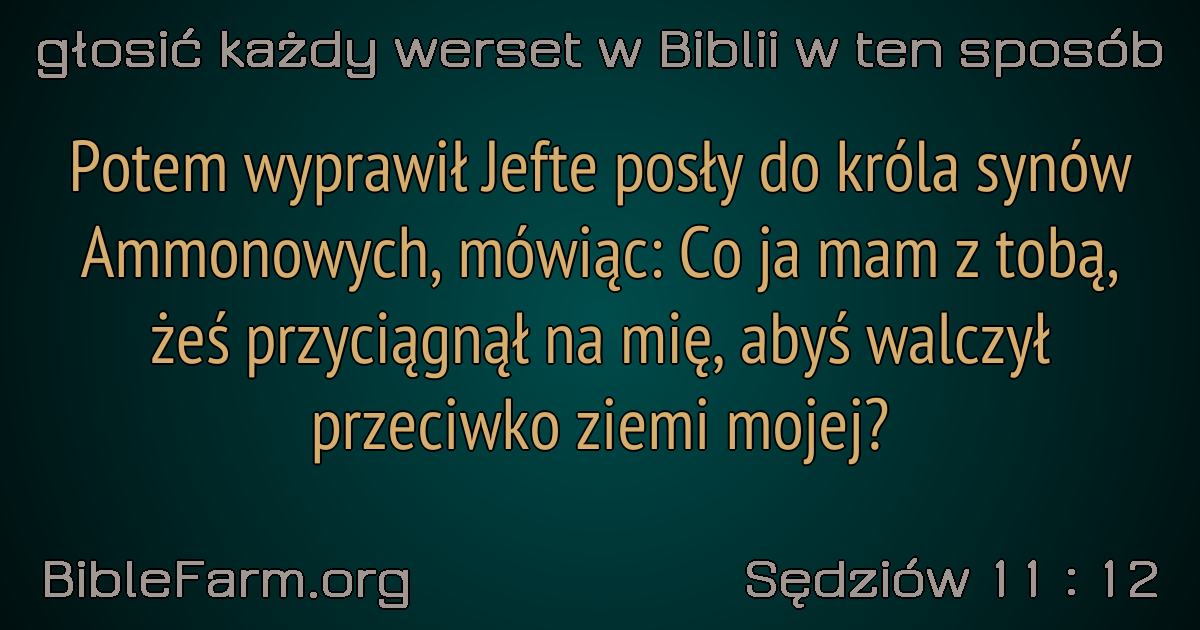 głosić każdy werset w Biblii w ten sposób
Potem wyprawił Jefte posły do króla synów
Ammonowych, mówiąc: Co ja mam z tobą,
żeś przyciągnął na mię, abyś walczył
przeciwko ziemi mojej?
BibleFarm.org
Sędziów 11 : 12